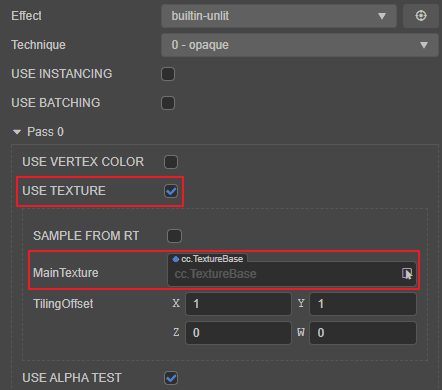 Effect builtin-unlit
Technique 0 - opaque
USE INSTANCING
USE BATCHING
Pass 0
USE VERTEX COLOR
USE TEXTURE
SAMPLE FROM RT
cc.TextureBase
MainTexture cc.TextureBase
TilingOffset X 1 Y 1
Z 0 W 0
USE ALPHA TEST